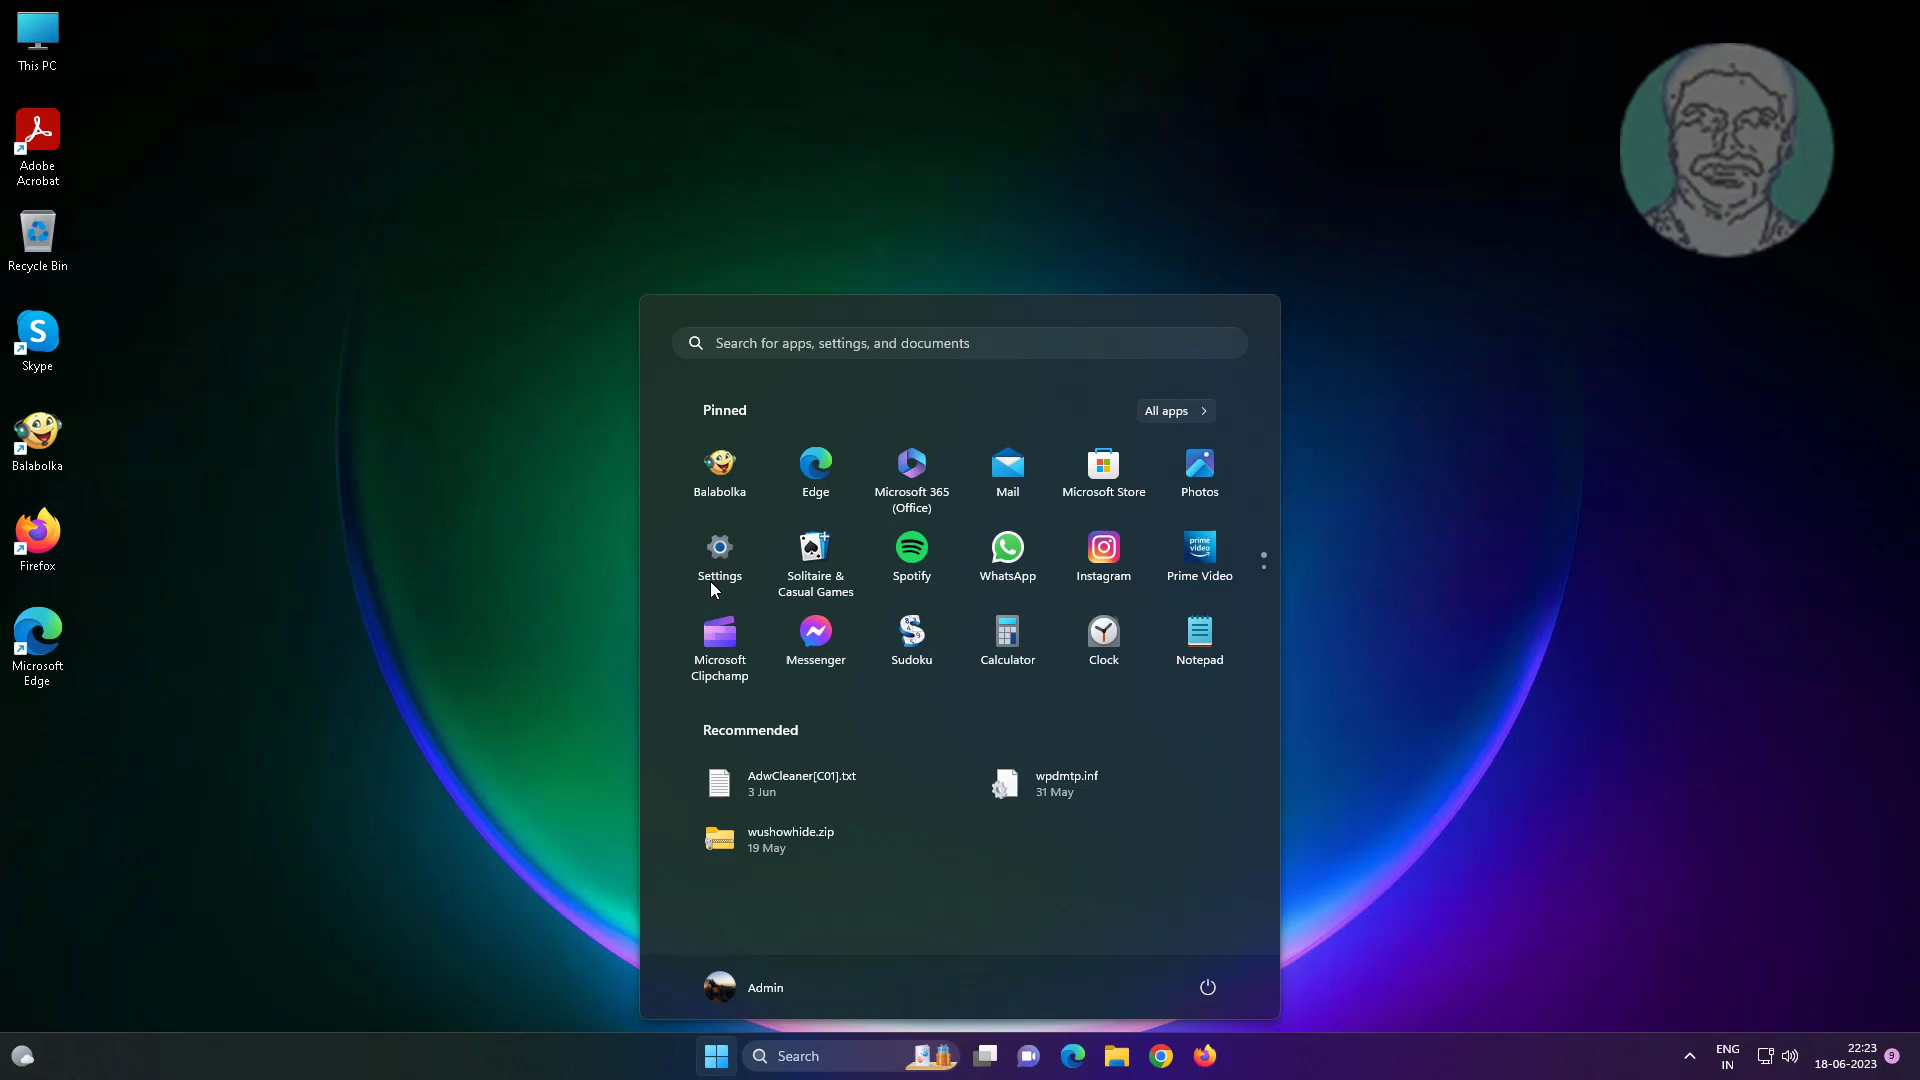 This PC
Adobe
Acrobat
Recycle Bin
Skype
Balabolka
Firefox
Microsoft
Edge
Search for apps, settings, and documents
Pinned
All apps
Balabolka
Edge
Microsoft 365
(Office)
Mail
Microsoft Store
Photos
Settings
Solitaire &
Casual Games
Spotify
WhatsApp
Instagram
prime
video
Prime Video
Microsoft
Clipchamp
Messenger
Sudoku
Calculator
Clock
Notepad
Recommended
AdwCleaner[C01].txt
3 Jun
wpdmtp.inf
31 May
wushowhide.zip
19 May
Admin
Search
ENG
IN
22:23
18-06-2023
9